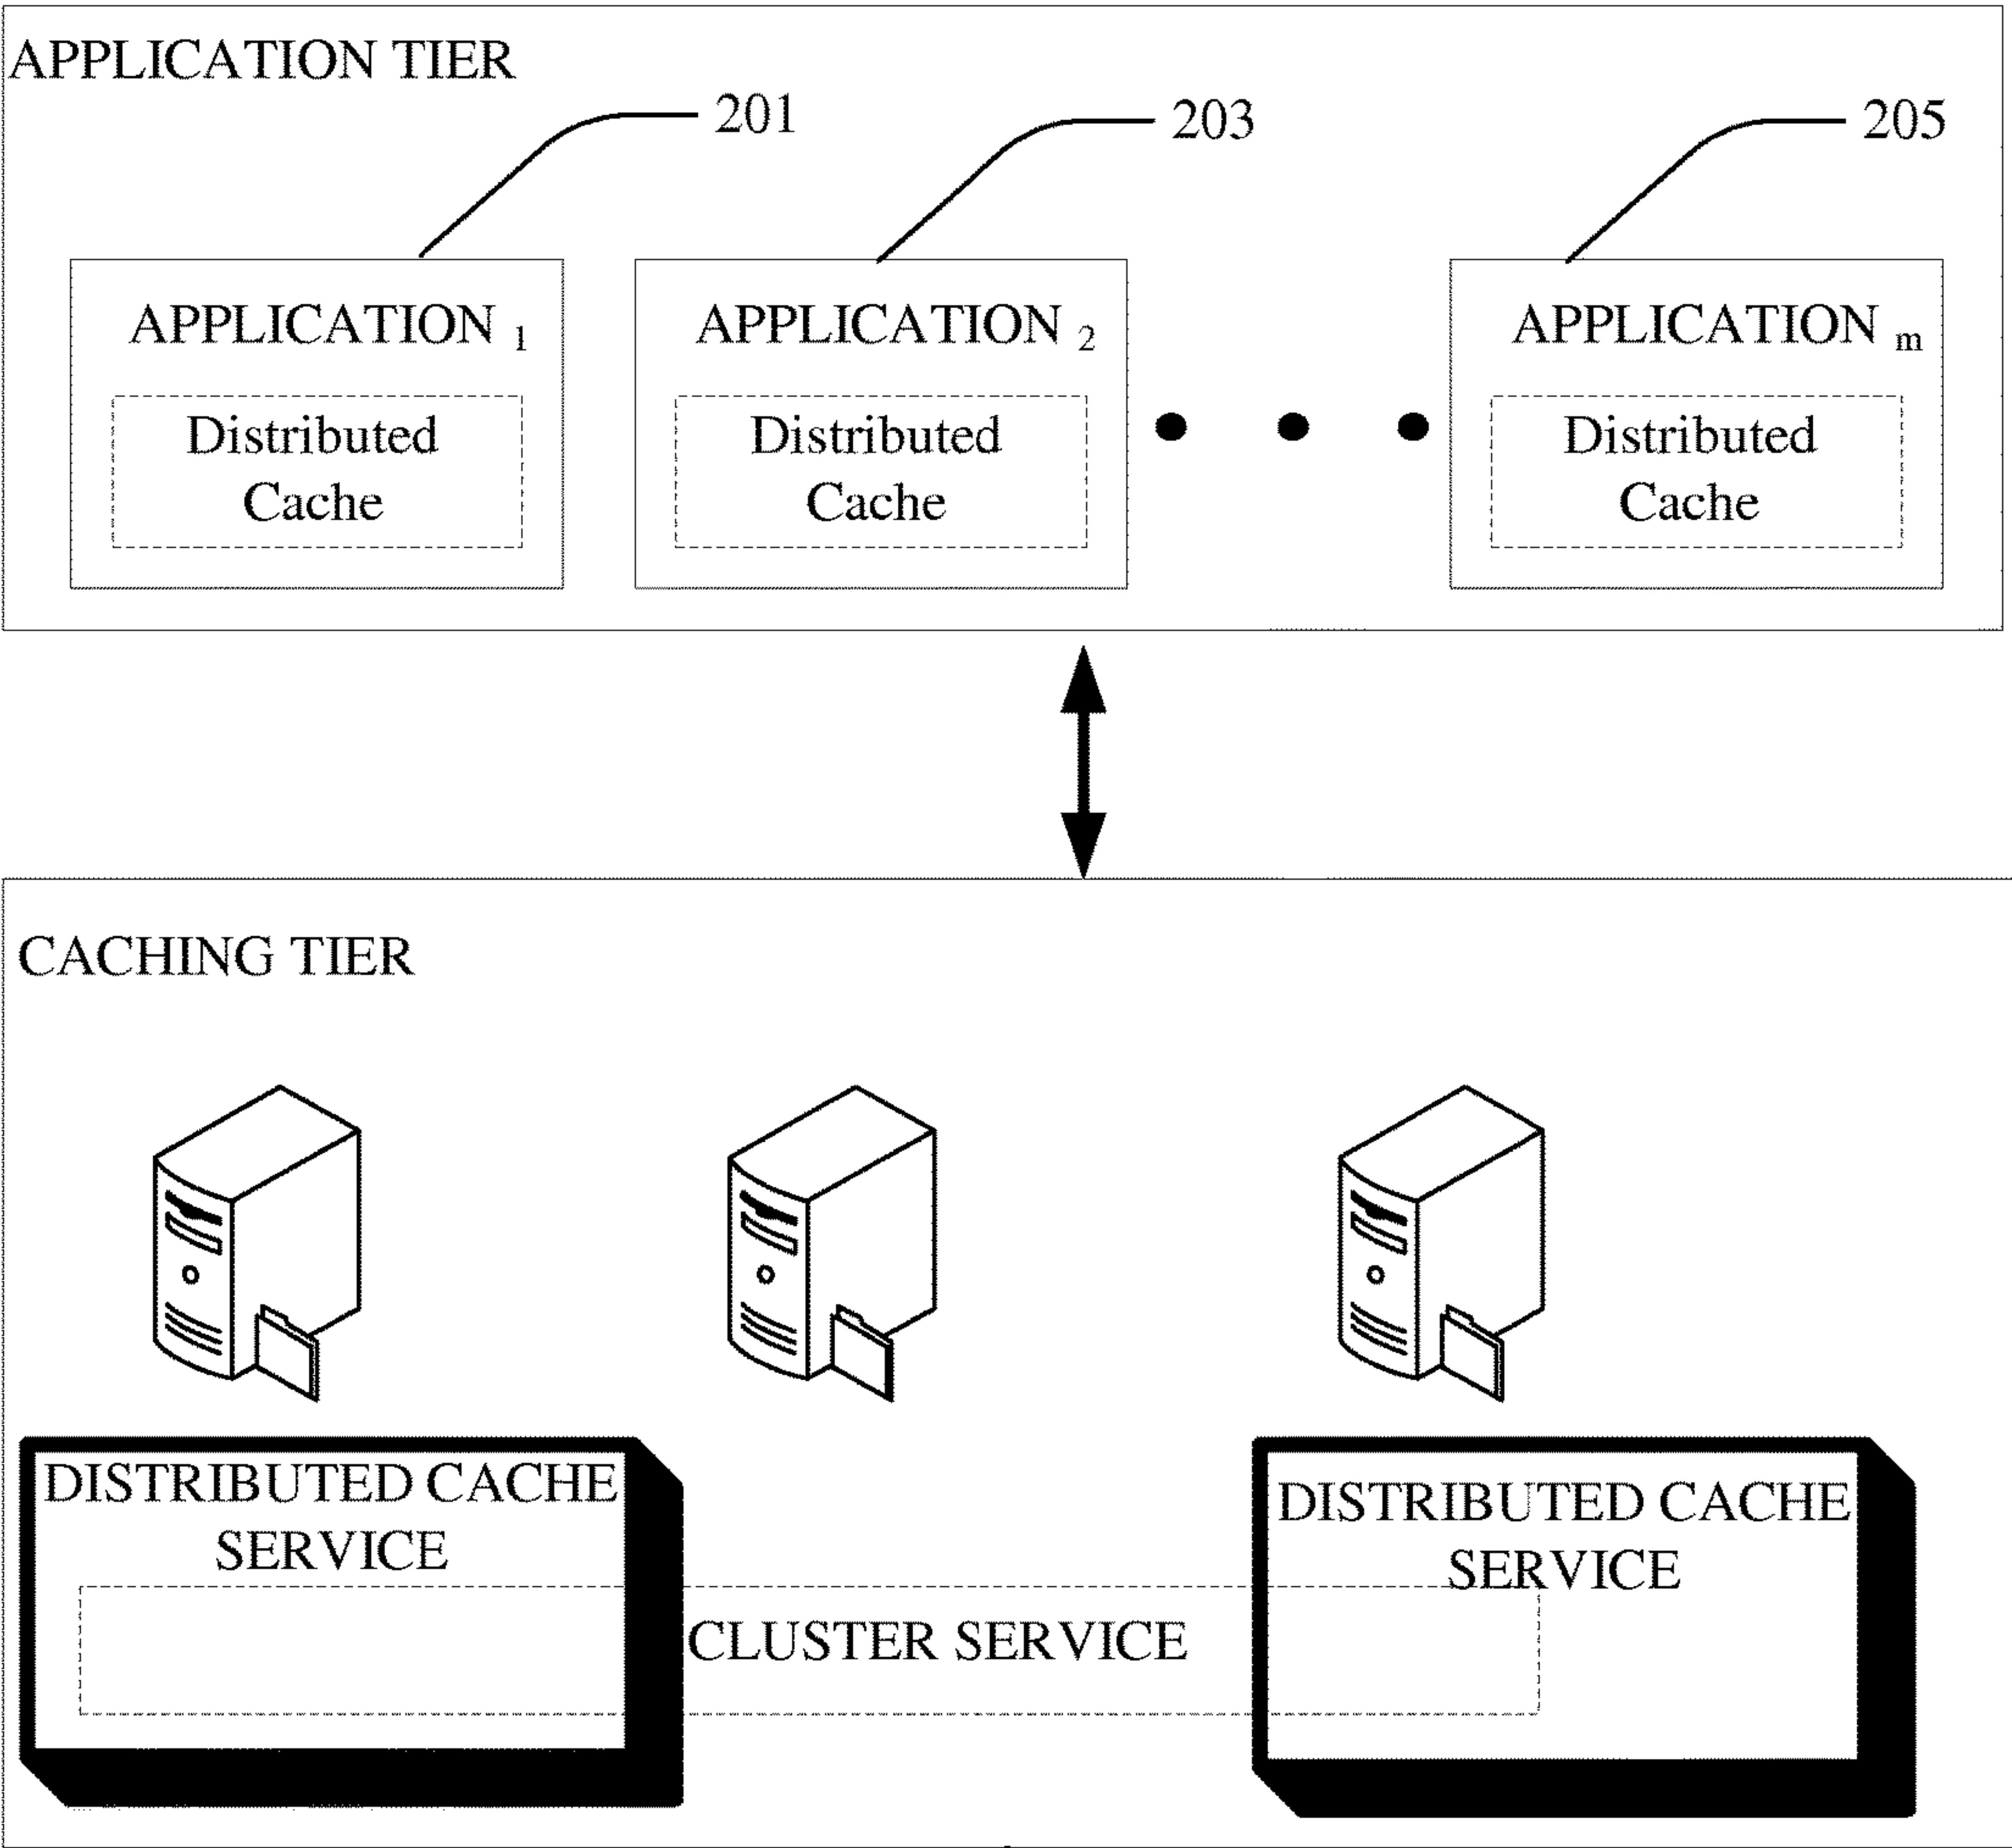 APPLICATION TIER
201
203
205
APPLICATION 1
Distributed
Cache
APPLICATION 2
Distributed
Cache
APPLICATION m
Distributed
Cache
CACHING TIER
DISTRIBUTED CACHE
SERVICE
DISTRIBUTED CACHE
SERVICE
CLUSTER SERVICE